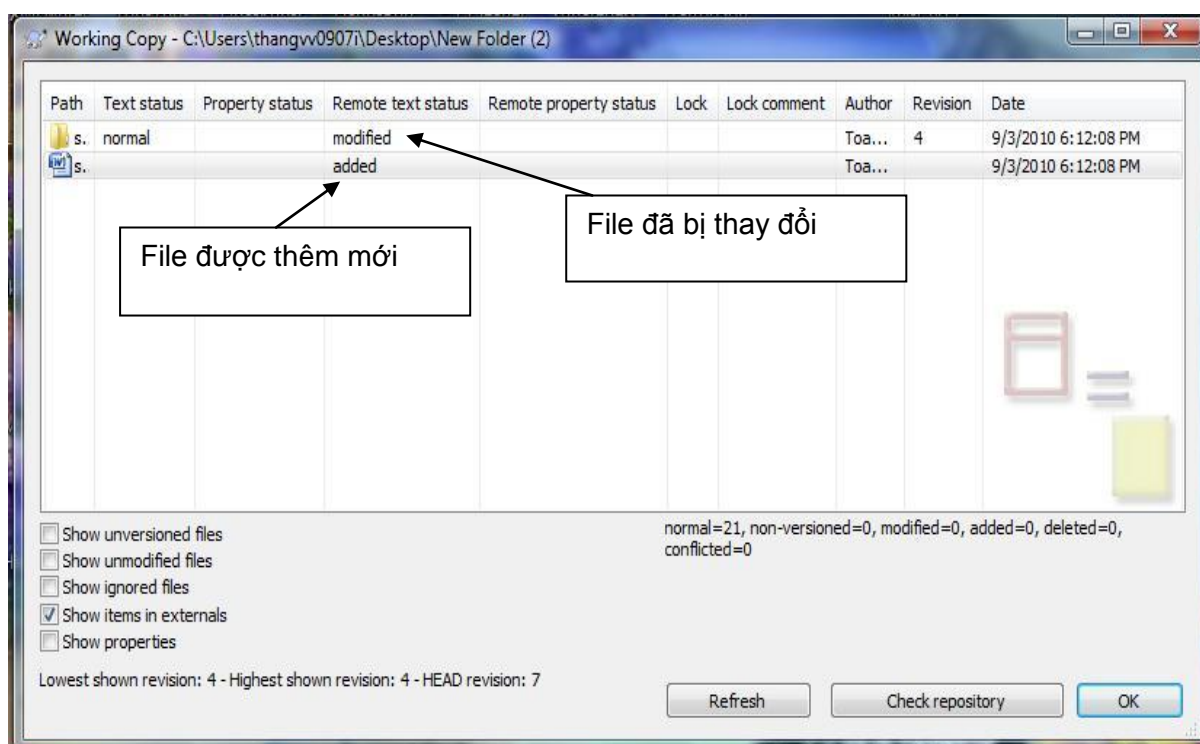 Working Copy - C:\Users\thangvv0907i\Desktop\New Folder (2)
Path Text status Property status Remote text status Remote property status Lock Lock comment Author Revision Date
s. normal modified Toa... 4 9/3/2010 6:12:08 PM
s. added Toa... 9/3/2010 6:12:08 PM
File đã bị thay đổi
File được thêm mới
Show unversioned files
Show unmodified files
Show ignored files
Show items in externals
Show properties
normal=21, non-versioned=0, modified=0, added=0, deleted=0,
conflicted=0
Lowest shown revision: 4 - Highest shown revision: 4 - HEAD revision: 7
Refresh Check repository OK